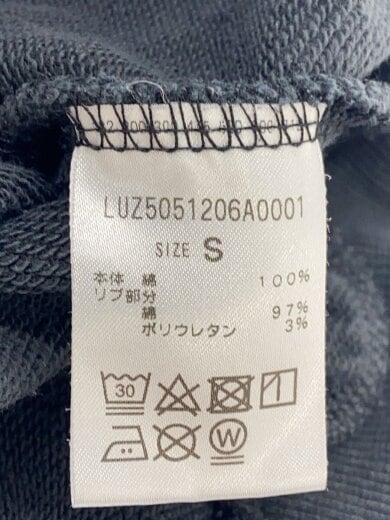 LUZ5051206A0001
SIZE S
本体 綿 100%
リブ部分
綿 97%
ポリウレタン 3%
30
W